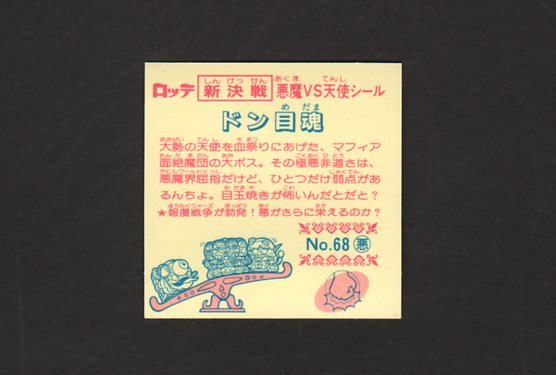 ロッテ 新決戦 悪魔VS天使シール
ドン目魂
大勢の天使を血祭りにあげた、マフィア
面絶魔団の大ボス。その極悪非道さは、
悪魔界屈指だけど、ひとつだけ弱点があ
るんちょ。目玉焼きが怖いんだとだと?
★報復戦争が勃発!悪がさらに栄えるのか?
No.68 悪